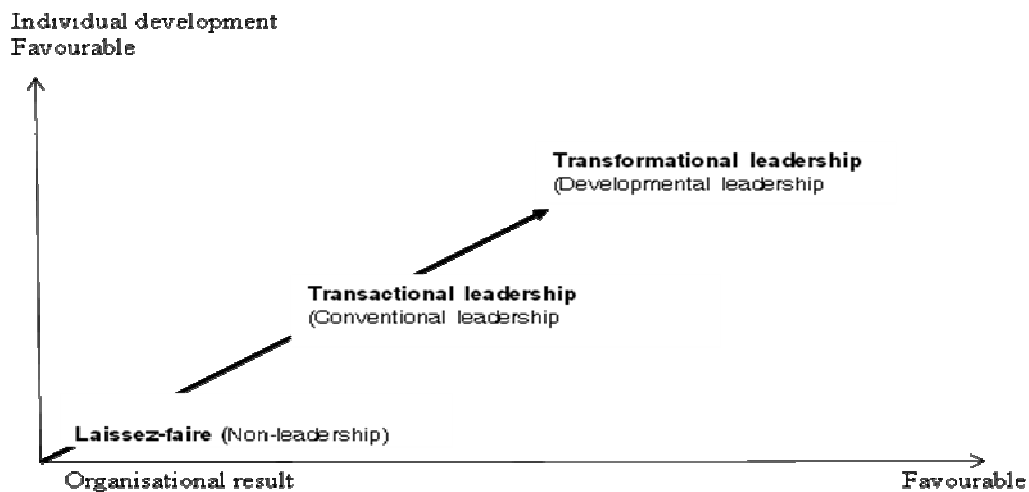 Individual development
Favourable
Transformational leadership
(Developmental leadership
Transactional leadership
(Conventional leadership
Laissez-faire (Non-leadership)
Organisational result
Favourable